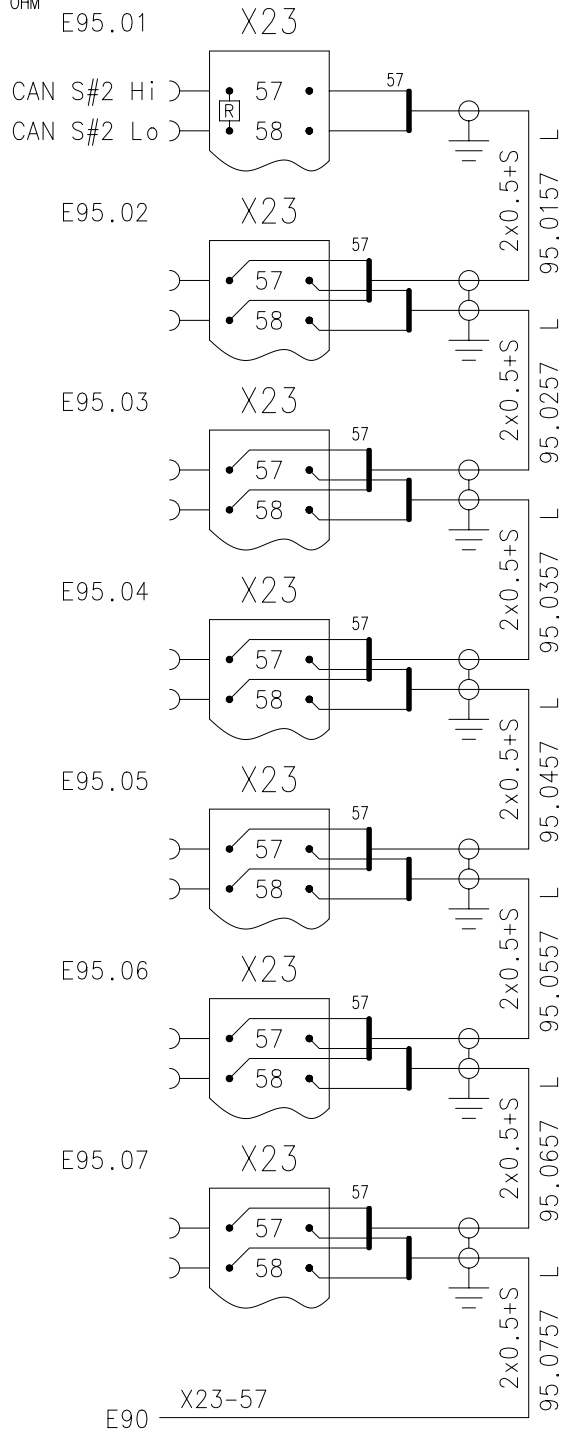 OHM
E95.01 X23
CAN S#2 Hi 57 57
R
CAN S#2 Lo 58
2x0.5+S
95.0157 L
E95.02 X23
57
57
58
2x0.5+S
95.0257 L
E95.03 X23
57
57
58
2x0.5+S
95.0357 L
E95.04 X23
57
57
58
2x0.5+S
95.0457 L
E95.05 X23
57
57
58
2x0.5+S
95.0557 L
E95.06 X23
57
57
58
2x0.5+S
95.0657 L
E95.07 X23
57
57
58
2x0.5+S
95.0757 L
X23-57
E90